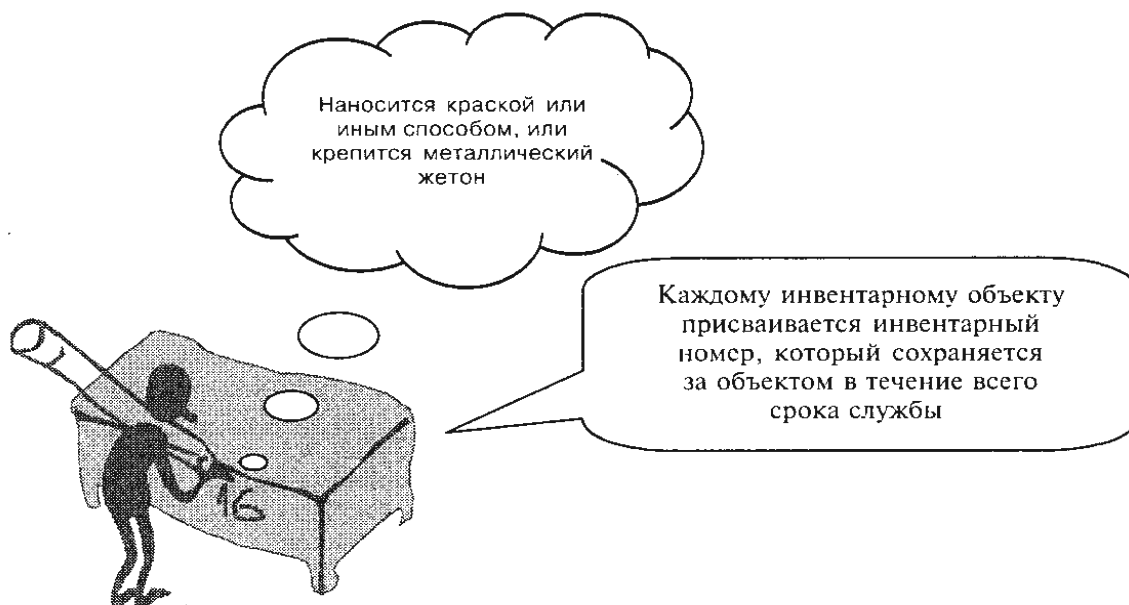 Наносится краской или
иным способом, или
крепится металлический
жетон
Каждому инвентарному объекту
присваивается инвентарный
номер, который сохраняется
за объектом в течение всего
срока службы
16